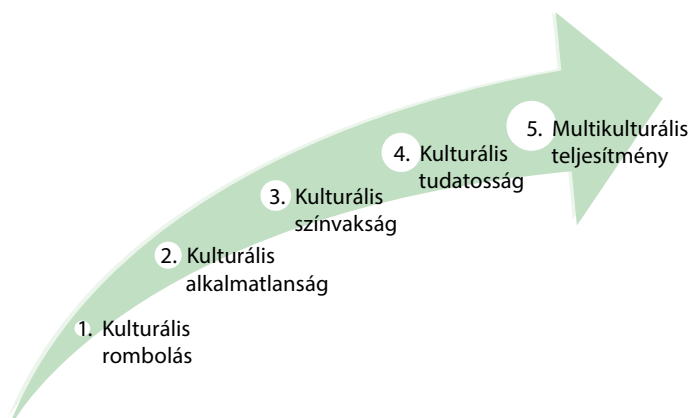 5. Multikulturális
teljesítmény
4. Kulturális
tudatosság
3. Kulturális
színvakság
2. Kulturális
alkalmatlanság
1. Kulturális
rombolás